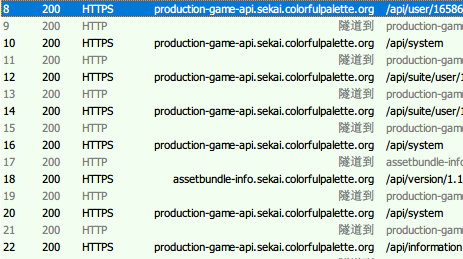 8 200 HTTPS production-game-api.sekai.colorfulpalette.org /api/user/16586
9 200 HTTP 隧道到 production-game
10 200 HTTPS production-game-api.sekai.colorfulpalette.org /api/system
11 200 HTTP 隧道到 production-game
12 200 HTTPS production-game-api.sekai.colorfulpalette.org /api/suite/user/1
13 200 HTTP 隧道到 production-game
14 200 HTTPS production-game-api.sekai.colorfulpalette.org /api/suite/user/1
15 200 HTTP 隧道到 production-game
16 200 HTTPS production-game-api.sekai.colorfulpalette.org /api/system
17 200 HTTP 隧道到 assetbundle-info
18 200 HTTPS assetbundle-info.sekai.colorfulpalette.org /api/version/1.1
19 200 HTTP 隧道到 production-game
20 200 HTTPS production-game-api.sekai.colorfulpalette.org /api/system
21 200 HTTP 隧道到 production-game
22 200 HTTPS production-game-api.sekai.colorfulpalette.org /api/information